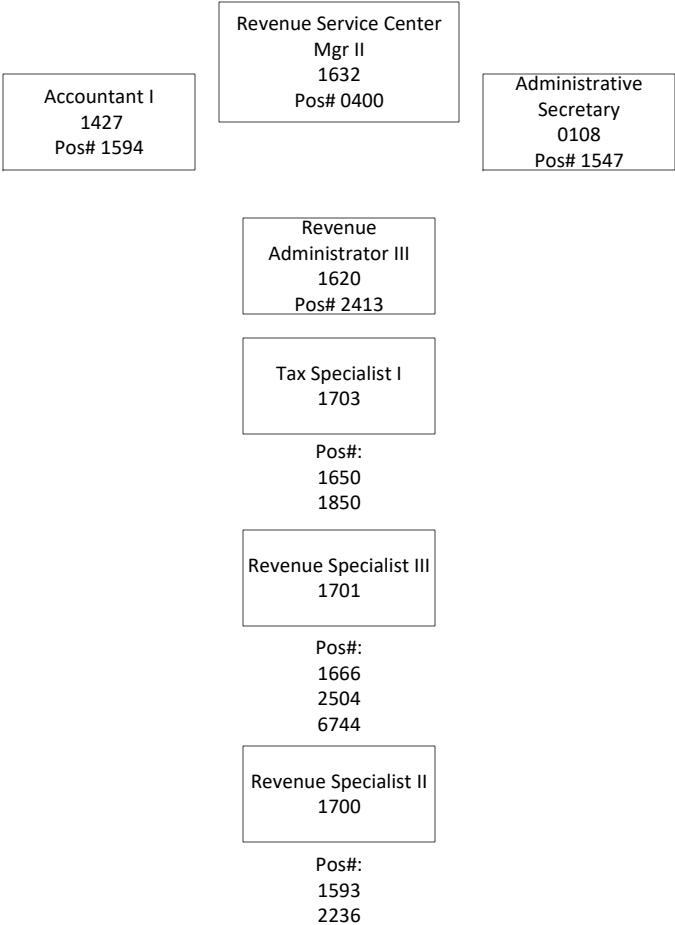 Revenue Service Center
Mgr II
1632
Pos# 0400
Accountant I
1427
Pos# 1594
Administrative
Secretary
0108
Pos# 1547
Revenue
Administrator III
1620
Pos# 2413
Tax Specialist I
1703
Pos#:
1650
1850
Revenue Specialist III
1701
Pos#:
1666
2504
6744
Revenue Specialist II
1700
Pos#:
1593
2236